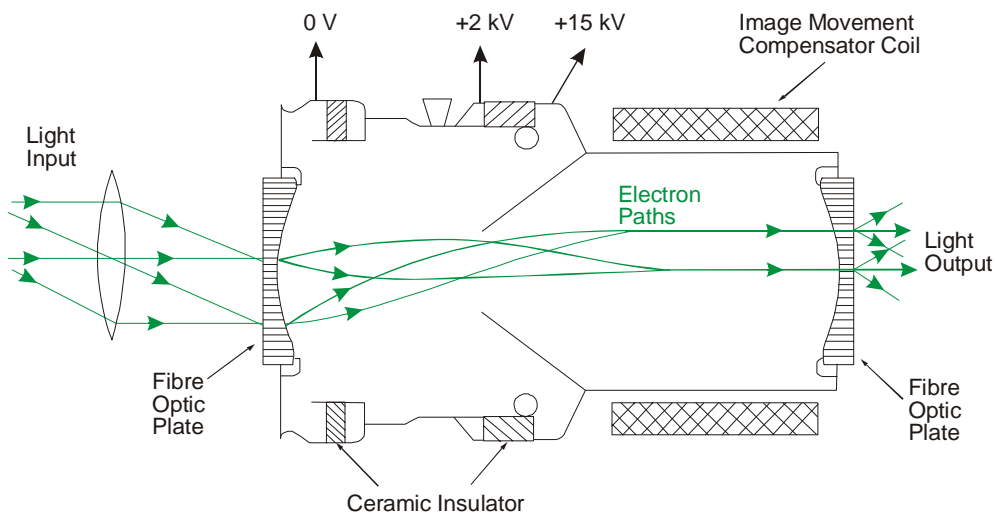 0 V
+2 kV
+15 kV
Image Movement
Compensator Coil
Light
Input
Electron
Paths
Light
Output
Fibre
Optic
Plate
Fibre
Optic
Plate
Ceramic Insulator